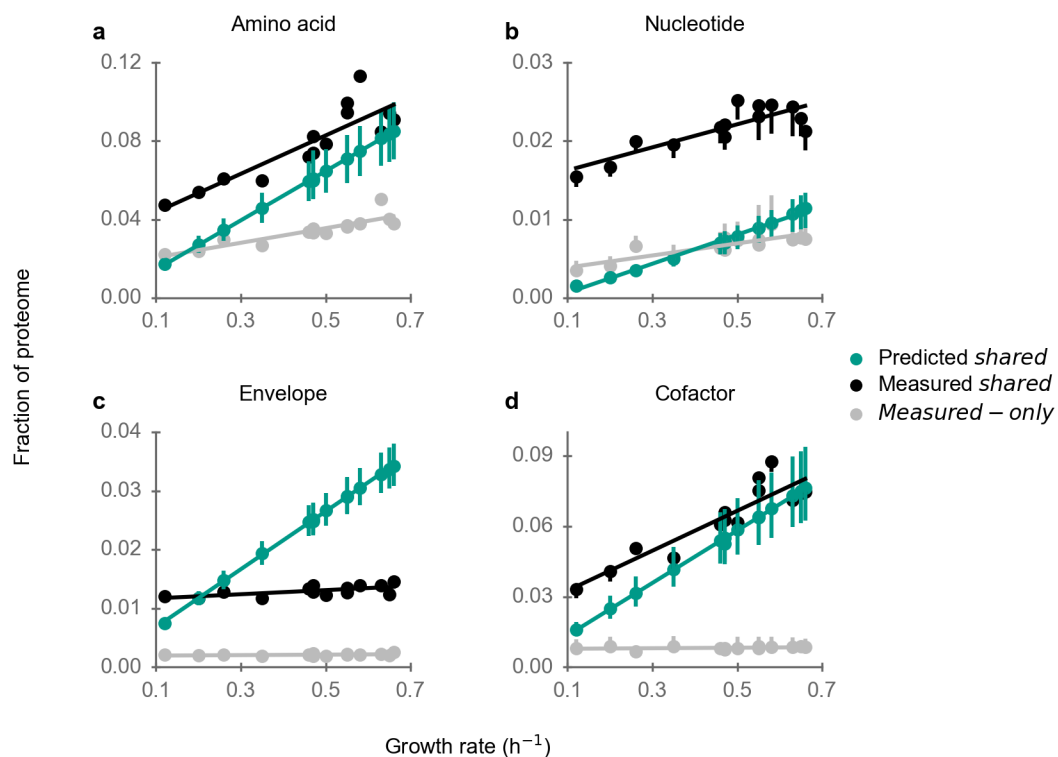 a Amino acid
0.12
0.08
0.04
0.00
0.1 0.3 0.5 0.7
b Nucleotide
0.03
0.02
0.01
0.00
0.1 0.3 0.5 0.7
c Envelope
0.04
0.03
0.02
0.01
0.00
0.1 0.3 0.5 0.7
d Cofactor
0.09
0.06
0.03
0.00
0.1 0.3 0.5 0.7
Predicted shared
Measured shared
Measured − only
Fraction of proteome
Growth rate (h⁻¹)